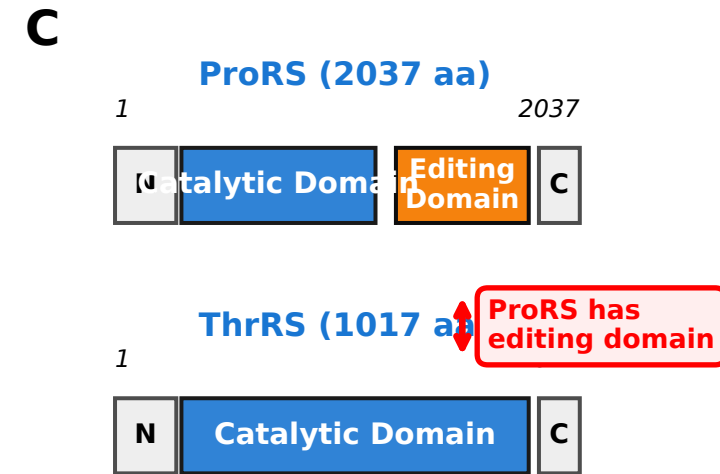 C
ProRS (2037 aa)
1 2037
N Catalytic Domain Editing Domain C
ThrRS (1017 aa
ProRS has
editing domain
1
N Catalytic Domain C